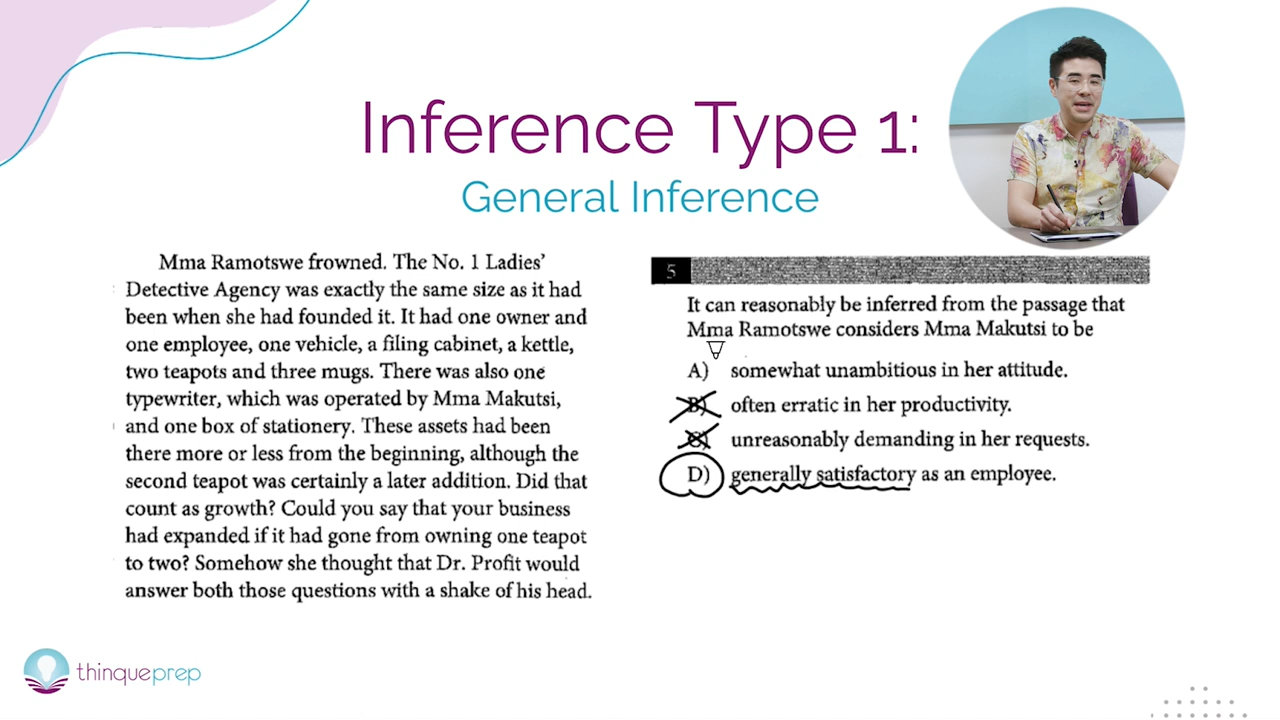 Inference Type 1:
General Inference
Mma Ramotswe frowned. The No. 1 Ladies’
Detective Agency was exactly the same size as it had
been when she had founded it. It had one owner and
one employee, one vehicle, a filing cabinet, a kettle,
two teapots and three mugs. There was also one
typewriter, which was operated by Mma Makutsi,
and one box of stationery. These assets had been
there more or less from the beginning, although the
second teapot was certainly a later addition. Did that
count as growth? Could you say that your business
had expanded if it had gone from owning one teapot
to two? Somehow she thought that Dr. Profit would
answer both those questions with a shake of his head.
5
It can reasonably be inferred from the passage that
Mma Ramotswe considers Mma Makutsi to be
A) somewhat unambitious in her attitude.
B) often erratic in her productivity.
C) unreasonably demanding in her requests.
D) generally satisfactory as an employee.
thinqueprep